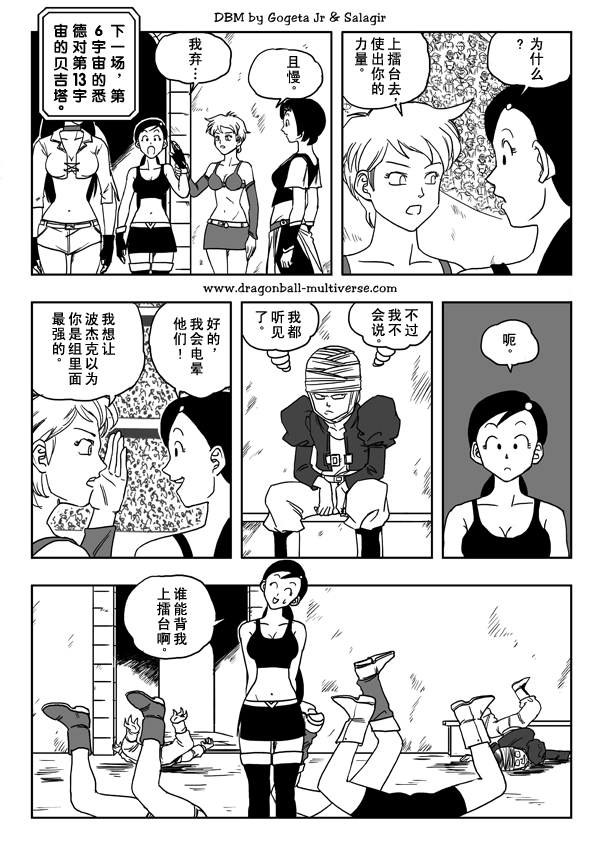 DBM by Gogeta Jr & Salagir
下一场，第
6宇宙的悉
德对第13宇
宙的贝吉塔。
我弃…
且慢。
上擂台去，
使出你的
力量。
为什么
?
www.dragonball-multiverse.com
我想让
波杰克以为
你是组里面
最强的。
好的，
我会电晕
他们！
我都
听见
了。
不过
我不
会说。
呃。
谁能背我
上擂台啊。